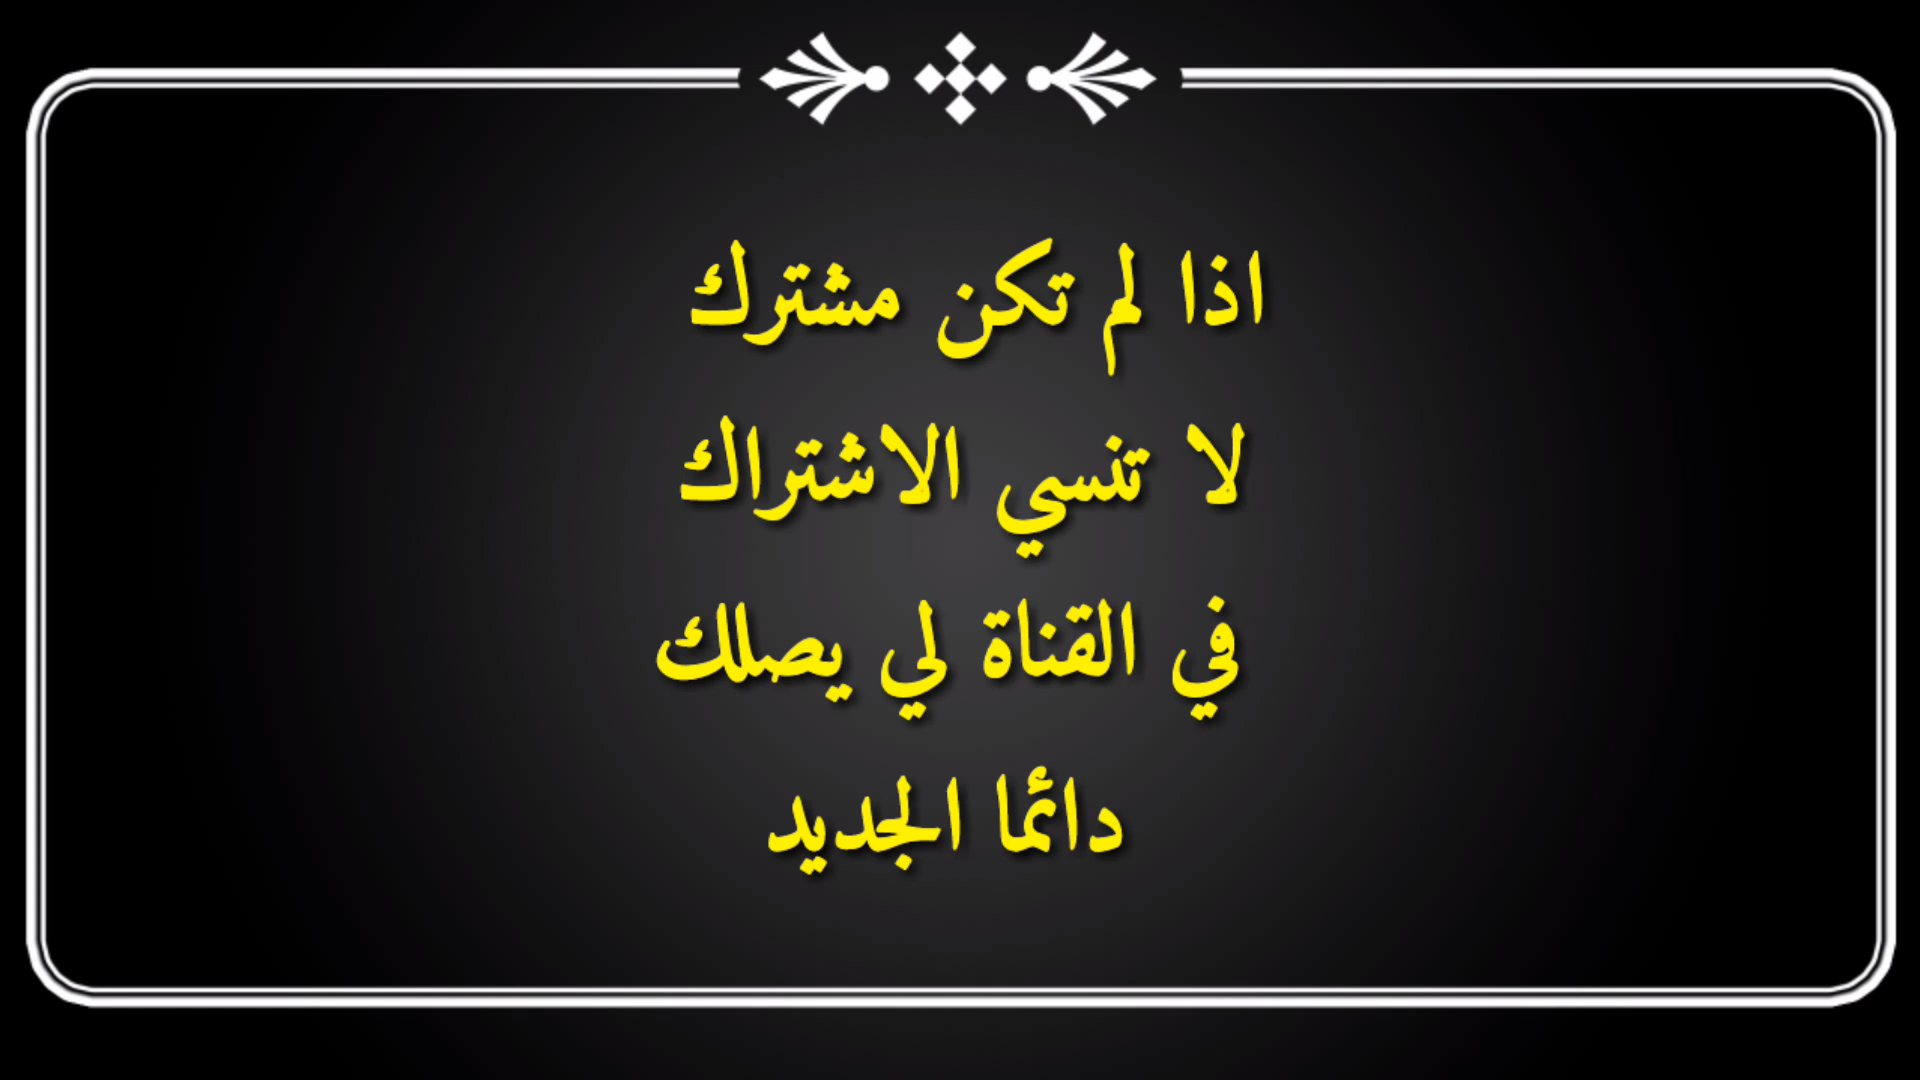 اذا لم تكن مشترك
لا تنسي الاشتراك
في القناة لي يصلك
دائما الجديد